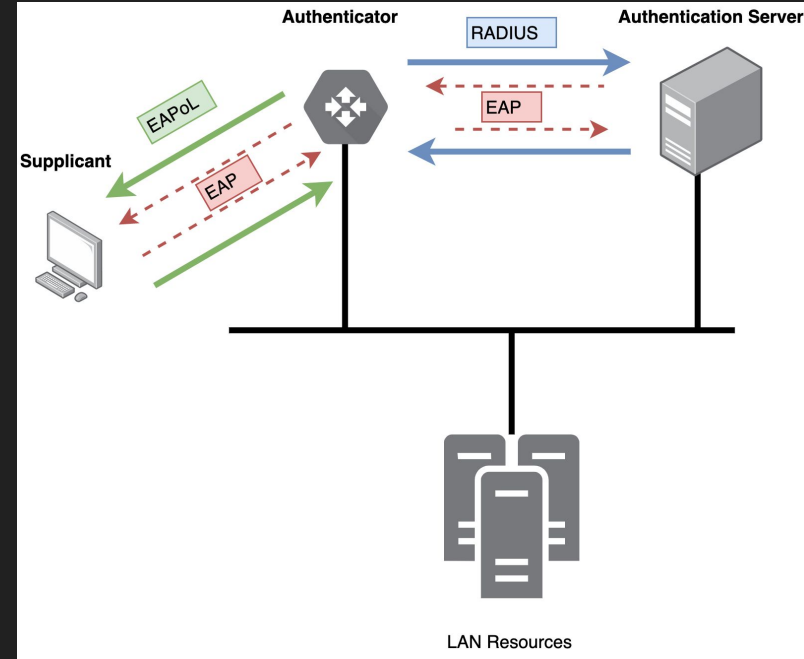 Authenticator
Authentication Server
RADIUS
EAPoL
EAP
Supplicant
EAP
LAN Resources